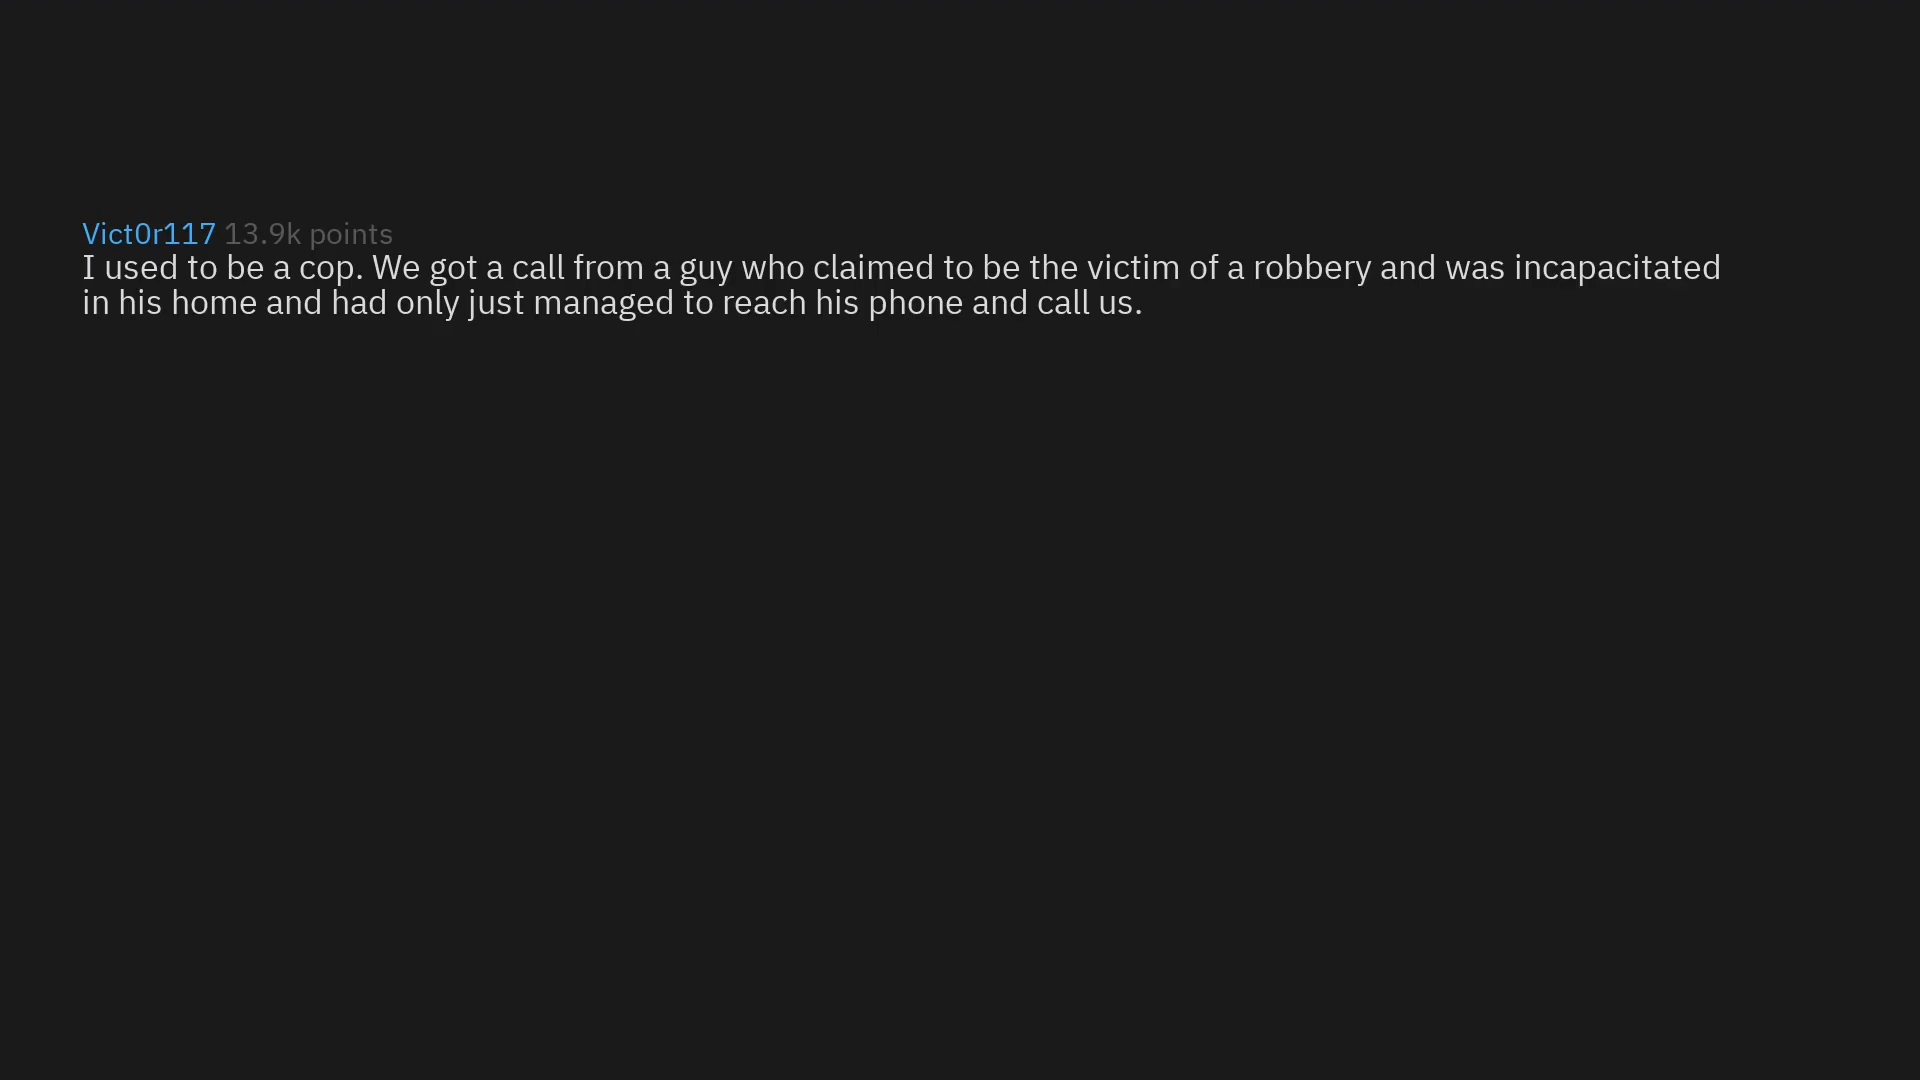 Vict0r117 13.9k points
I used to be a cop. We got a call from a guy who claimed to be the victim of a robbery and was incapacitated
in his home and had only just managed to reach his phone and call us.